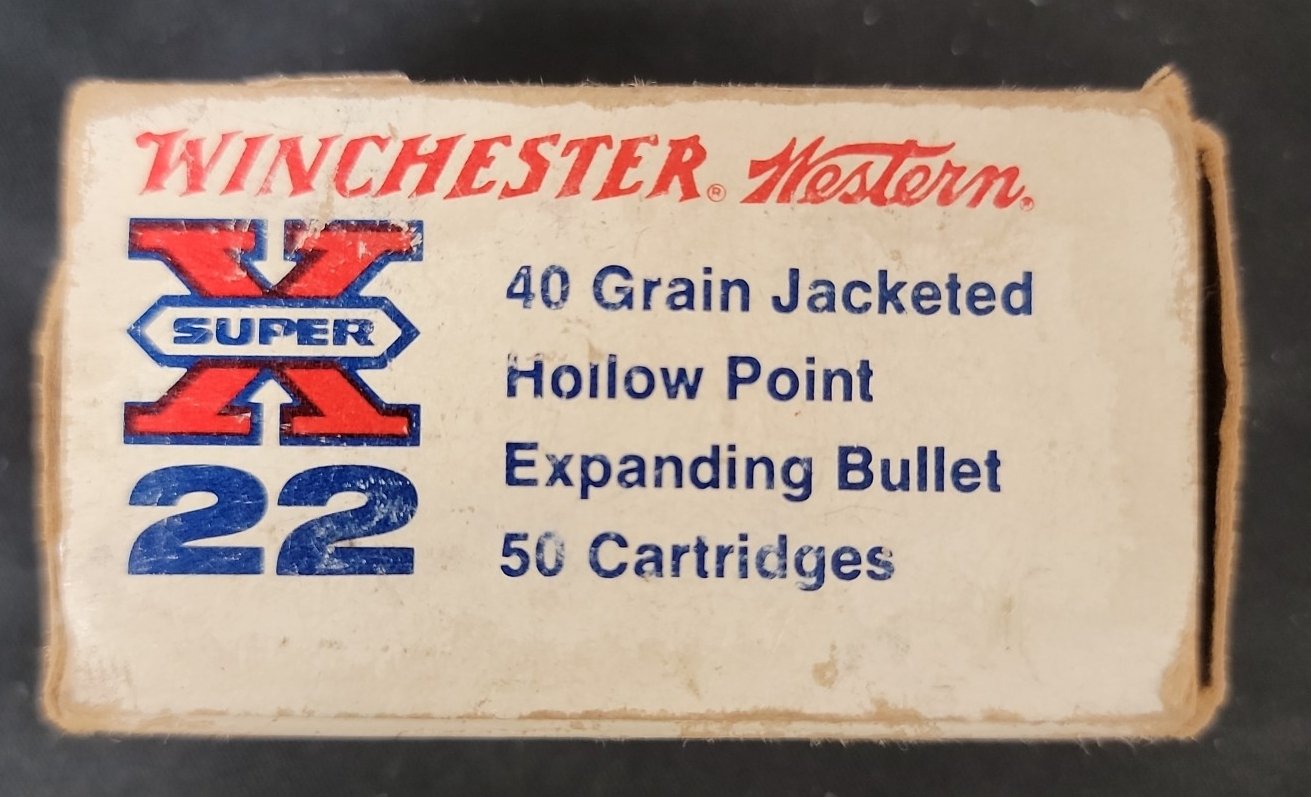 WINCHESTER® Western®
X
SUPER
22
40 Grain Jacketed
Hollow Point
Expanding Bullet
50 Cartridges